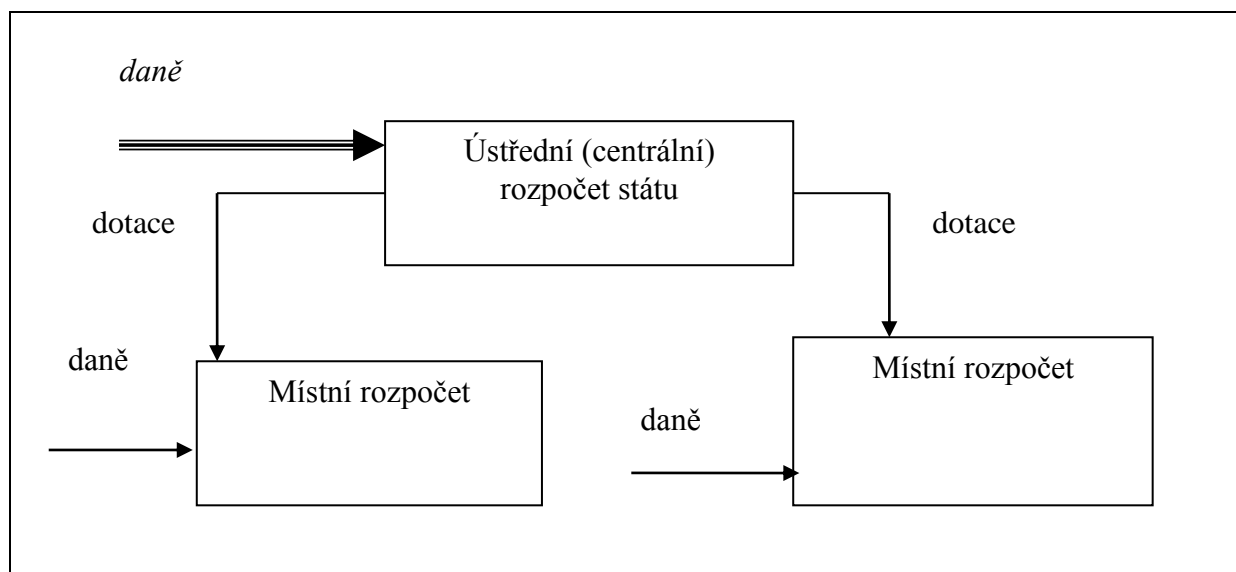 daně
Ústřední (centrální)
rozpočet státu
dotace
dotace
daně
Místní rozpočet
Místní rozpočet
daně